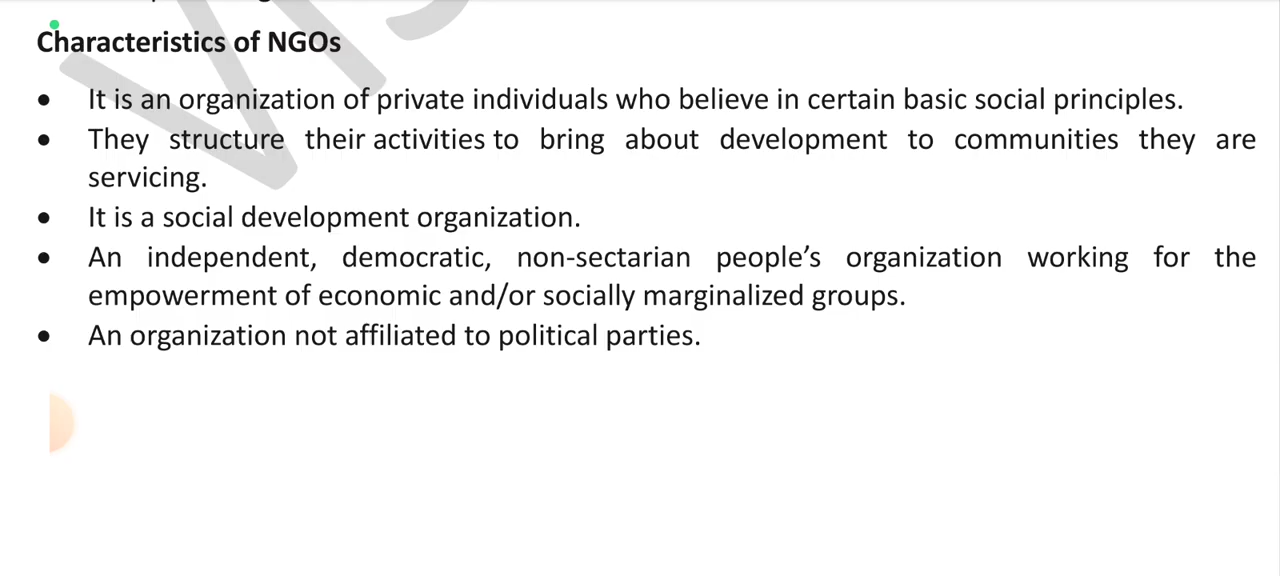 Characteristics of NGOs
• It is an organization of private individuals who believe in certain basic social principles.
• They structure their activities to bring about development to communities they are
servicing.
• It is a social development organization.
• An independent, democratic, non-sectarian people’s organization working for the
empowerment of economic and/or socially marginalized groups.
• An organization not affiliated to political parties.